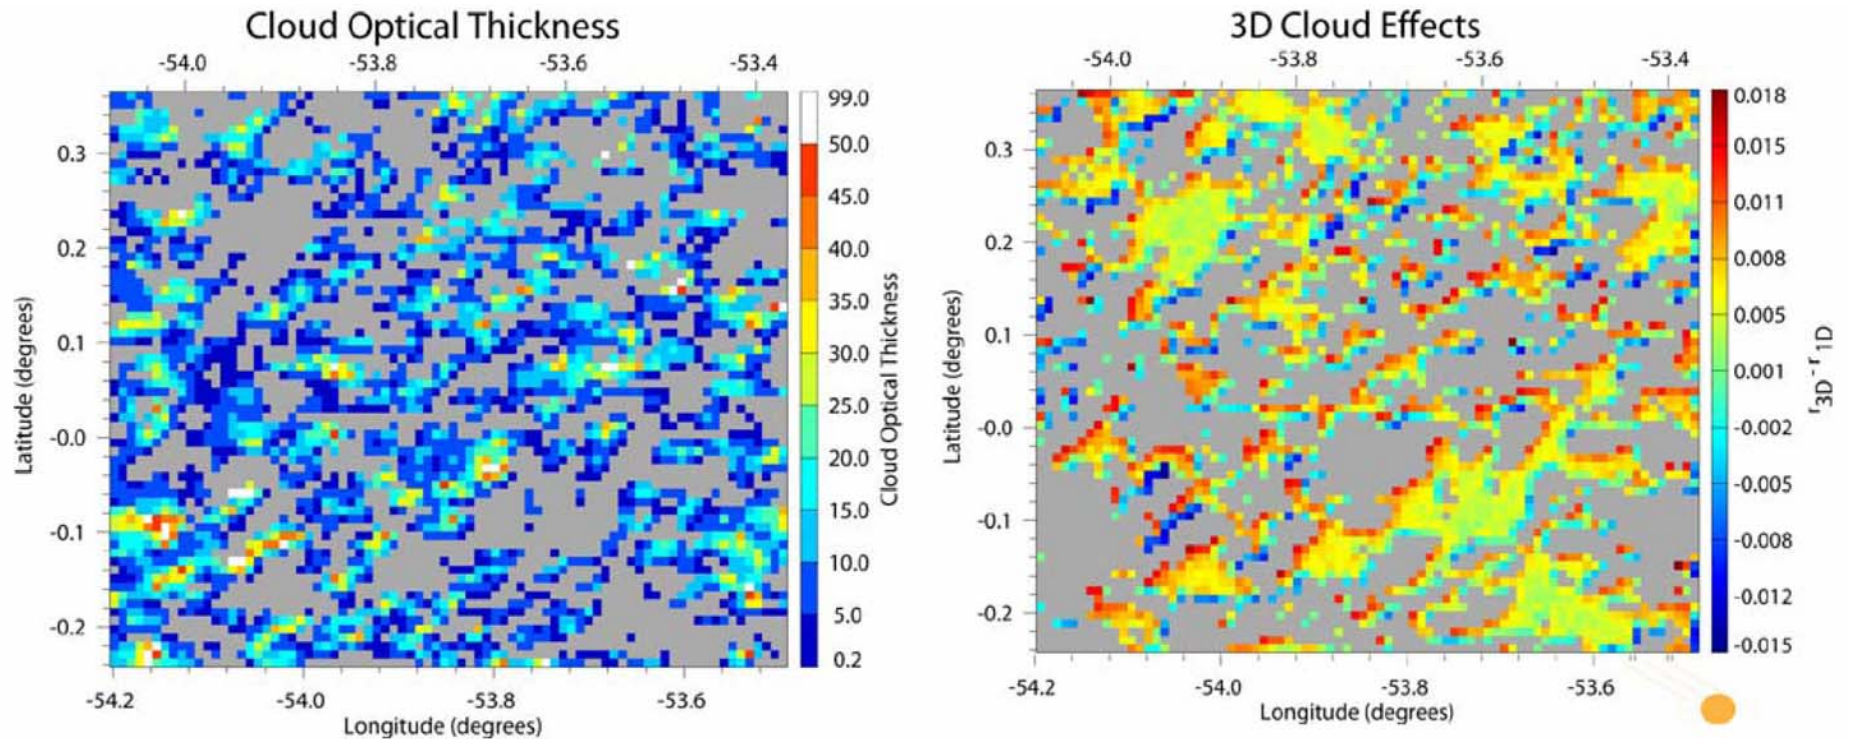 Cloud Optical Thickness
-54.0 -53.8 -53.6 -53.4
0.3
0.2
0.1
-0.0
-0.1
-0.2
Latitude (degrees)
-54.2 -54.0 -53.8 -53.6
Longitude (degrees)
99.0
50.0
45.0
40.0
35.0
30.0
25.0
20.0
15.0
10.0
5.0
0.2
Cloud Optical Thickness
3D Cloud Effects
-54.0 -53.8 -53.6 -53.4
0.3
0.2
0.1
-0.0
-0.1
-0.2
Latitude (degrees)
-54.2 -54.0 -53.8 -53.6
Longitude (degrees)
0.018
0.015
0.011
0.008
0.005
0.001
-0.002
-0.005
-0.008
-0.012
-0.015
r3D - r1D